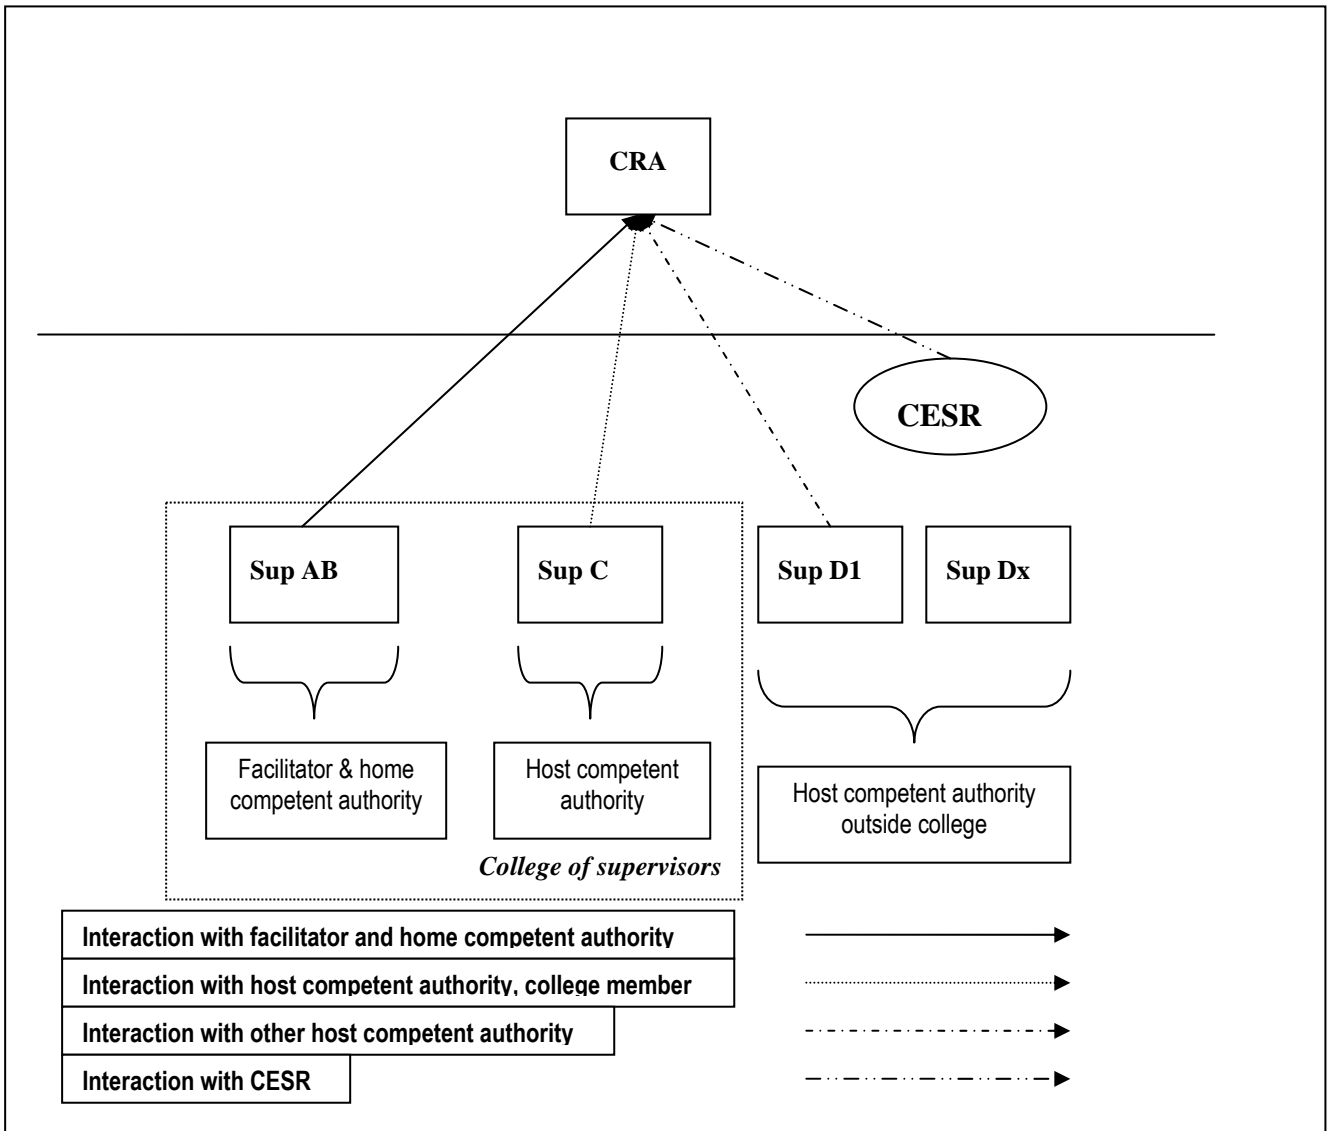 CRA
CESR
Sup AB
Sup C
Sup D1
Sup Dx
Facilitator & home
competent authority
Host competent
authority
Host competent authority
outside college
College of supervisors
Interaction with facilitator and home competent authority
Interaction with host competent authority, college member
Interaction with other host competent authority
Interaction with CESR